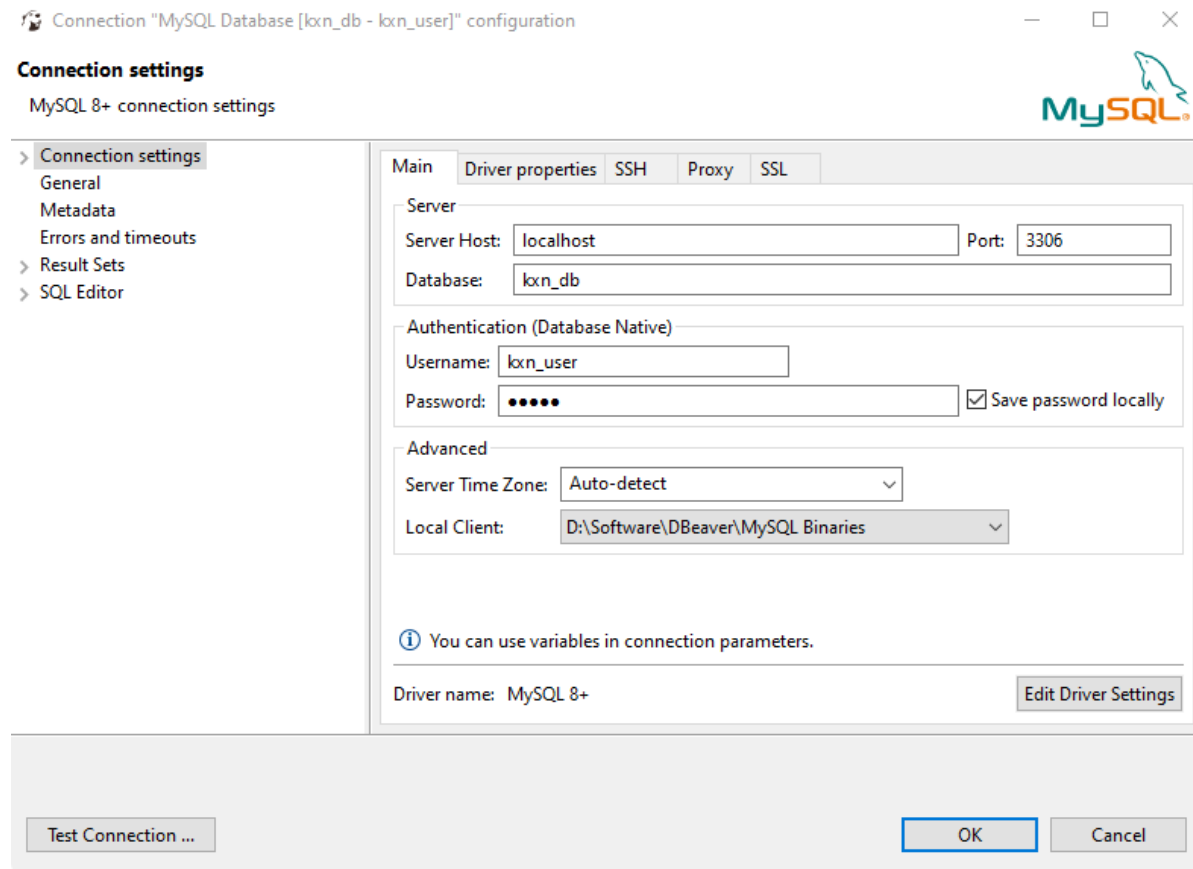 Connection "MySQL Database [kxn_db - kxn_user]" configuration
Connection settings
MySQL 8+ connection settings
MySQL®
Connection settings
General
Metadata
Errors and timeouts
Result Sets
SQL Editor
Main Driver properties SSH Proxy SSL
Server
Server Host: localhost Port: 3306
Database: kxn_db
Authentication (Database Native)
Username: kxn_user
Password: ●●●●● Save password locally
Advanced
Server Time Zone: Auto-detect
Local Client: D:\Software\DBeaver\MySQL Binaries
You can use variables in connection parameters.
Driver name: MySQL 8+ Edit Driver Settings
Test Connection ... OK Cancel